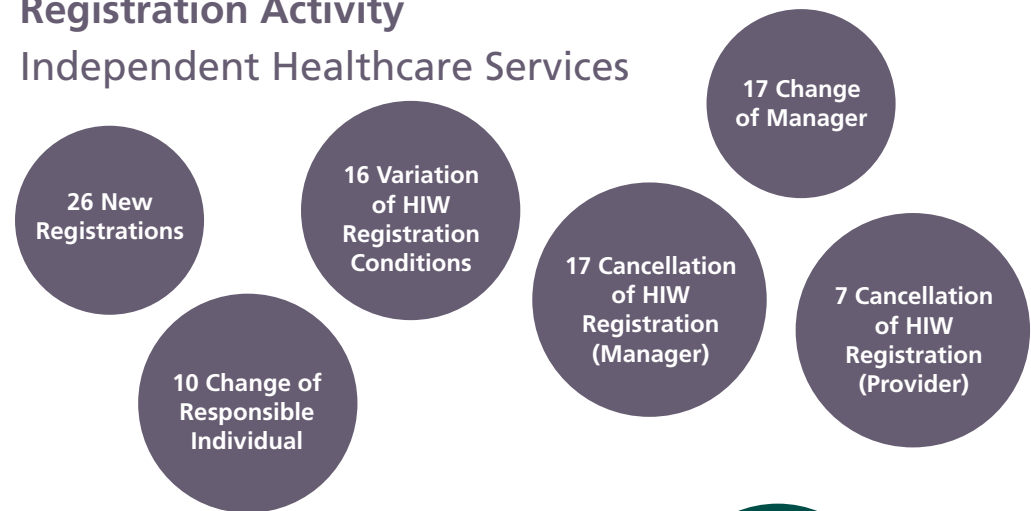 Registration Activity
Independent Healthcare Services
26 New
Registrations
16 Variation
of HIW
Registration
Conditions
17 Change
of Manager
17 Cancellation
of HIW
Registration
(Manager)
7 Cancellation
of HIW
Registration
(Provider)
10 Change of
Responsible
Individual